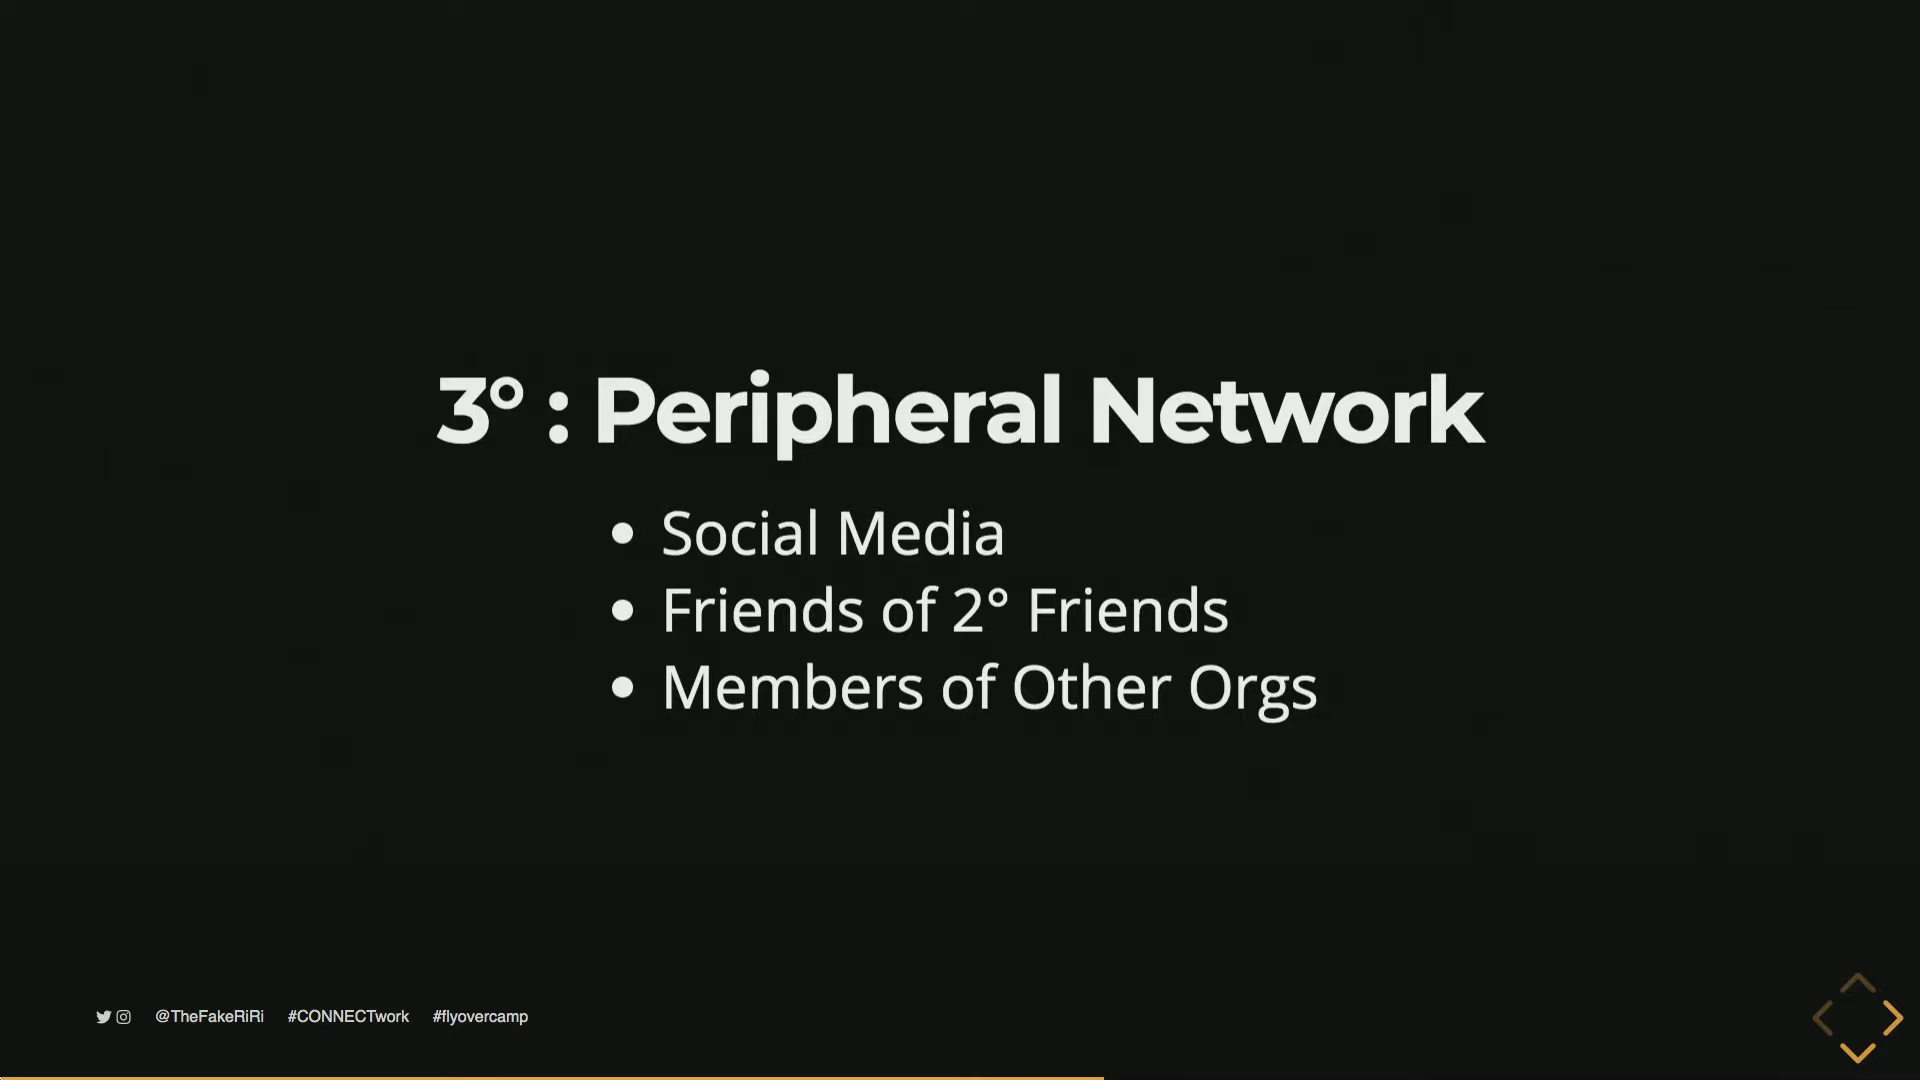 3° : Peripheral Network
Social Media
Friends of 2° Friends
Members of Other Orgs
@TheFakeRiRi #CONNECTwork #flyovercamp